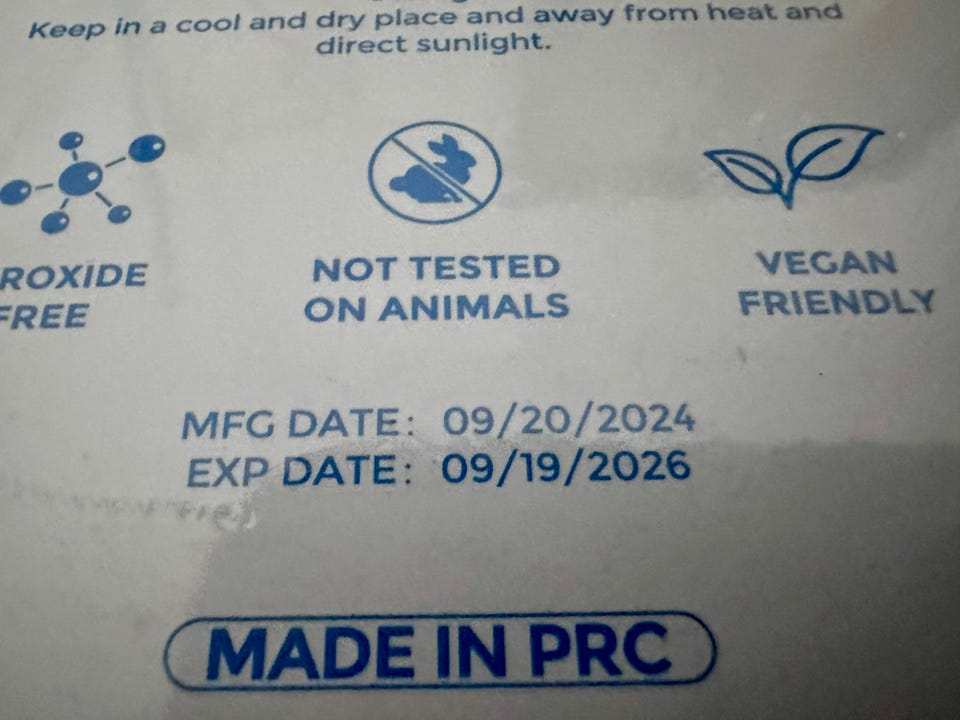 Keep in a cool and dry place and away from heat and
direct sunlight.
ROXIDE
FREE
NOT TESTED
ON ANIMALS
VEGAN
FRIENDLY
MFG DATE: 09/20/2024
EXP DATE: 09/19/2026
MADE IN PRC